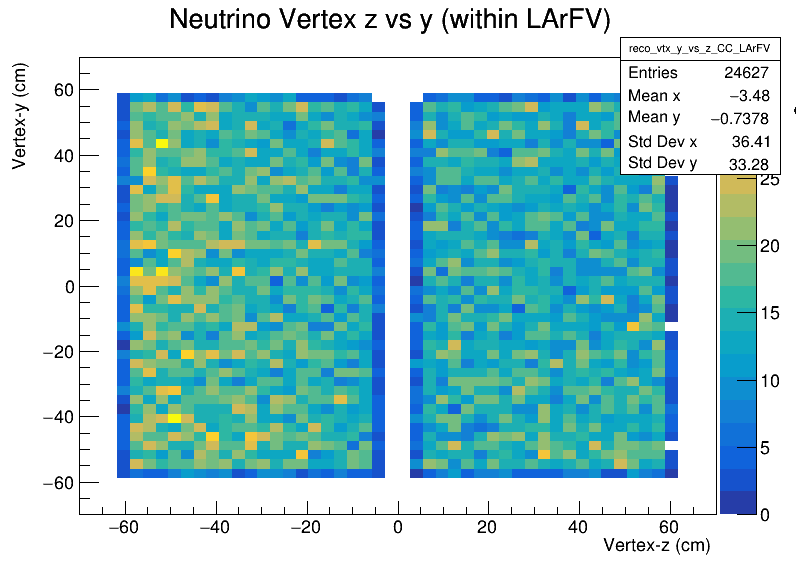 Neutrino Vertex z vs y (within LArFV)
reco_vtx_y_vs_z_CC_LArFV
Entries 24627
Mean x −3.48
Mean y −0.7378
Std Dev x 36.41
Std Dev y 33.28
Vertex-y (cm)
60
40
20
0
−20
−40
−60
25
20
15
10
5
0
−60 −40 −20 0 20 40 60
Vertex-z (cm)